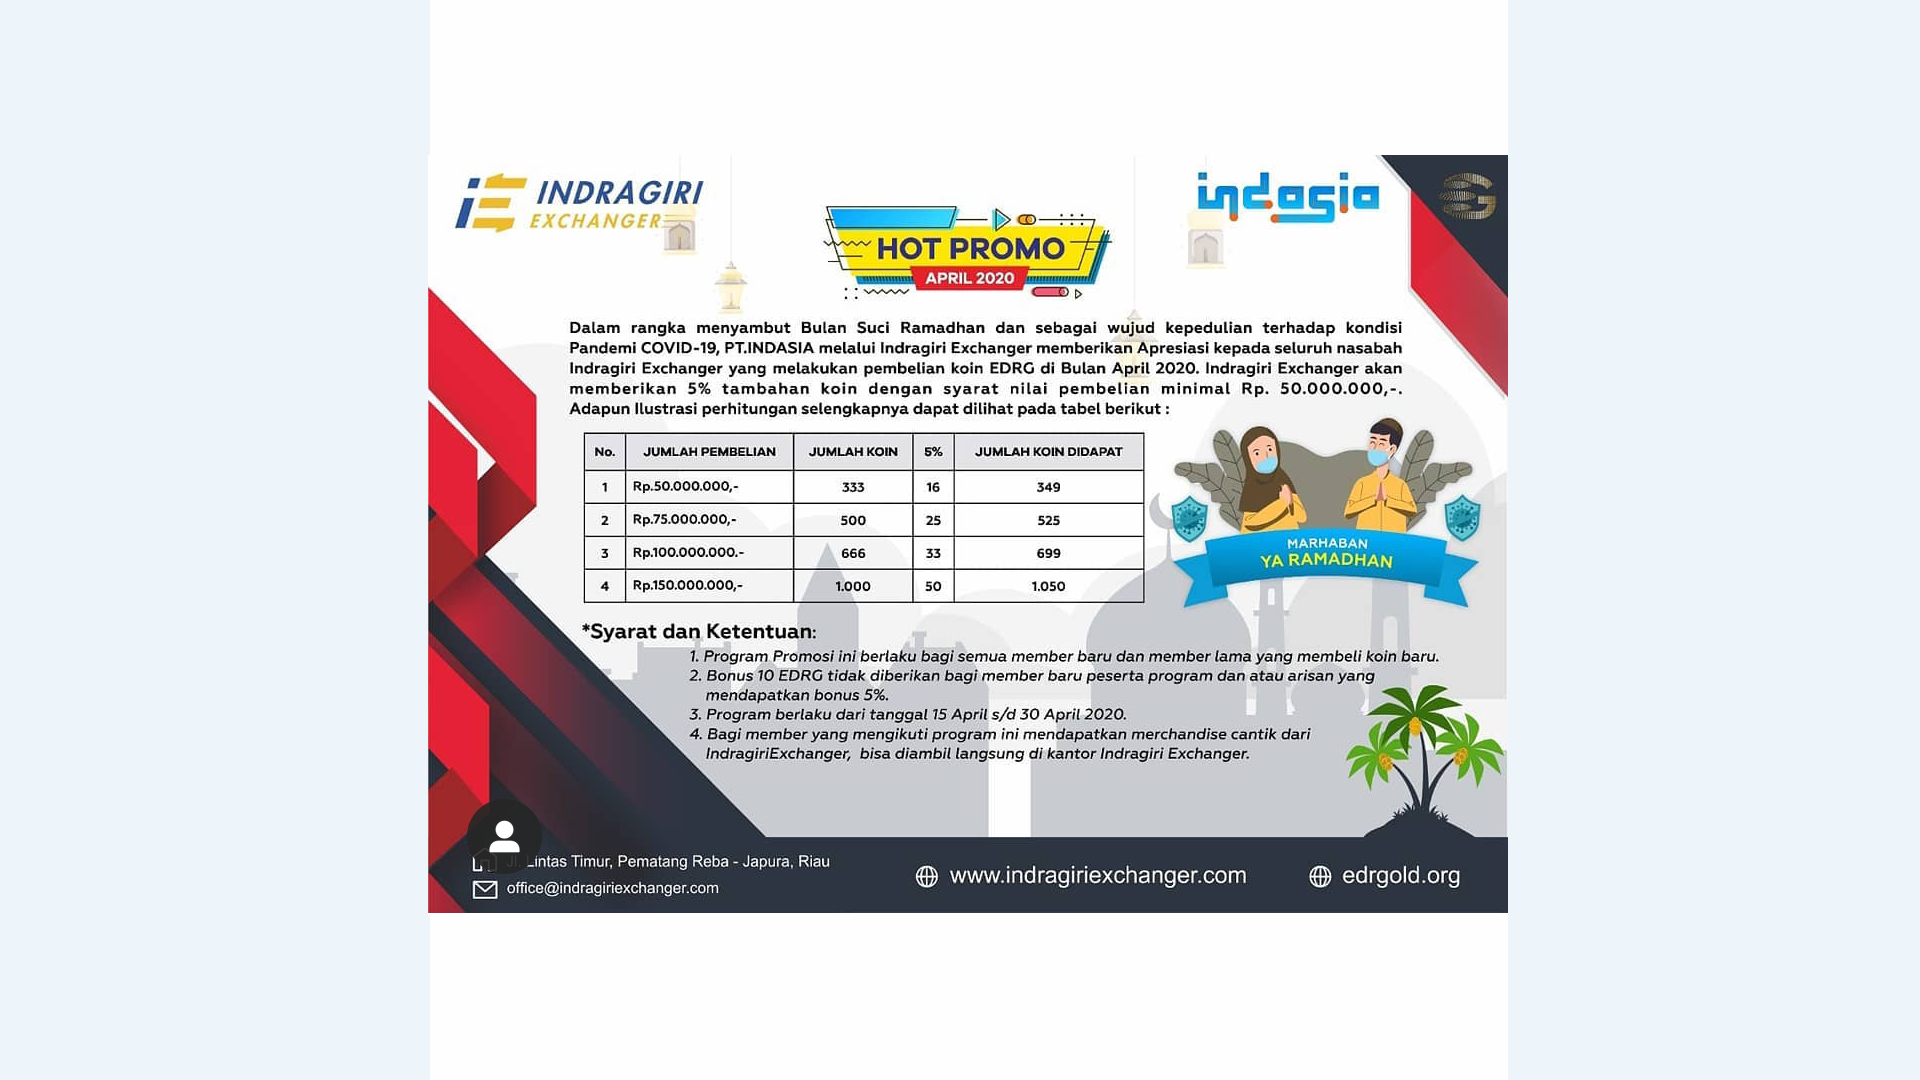 INDRAGIRI
EXCHANGER
indasia
HOT PROMO
APRIL 2020
Dalam rangka menyambut Bulan Suci Ramadhan dan sebagai wujud kepedulian terhadap kondisi
Pandemi COVID-19, PT.INDASIA melalui Indragiri Exchanger memberikan Apresiasi kepada seluruh nasabah
Indragiri Exchanger yang melakukan pembelian koin EDRG di Bulan April 2020. Indragiri Exchanger akan
memberikan 5% tambahan koin dengan syarat nilai pembelian minimal Rp. 50.000.000,-.
Adapun Ilustrasi perhitungan selengkapnya dapat dilihat pada tabel berikut :
No. JUMLAH PEMBELIAN JUMLAH KOIN 5% JUMLAH KOIN DIDAPAT
1 Rp.50.000.000,- 333 16 349
2 Rp.75.000.000,- 500 25 525
3 Rp.100.000.000.- 666 33 699
4 Rp.150.000.000,- 1.000 50 1.050
MARHABAN
YA RAMADHAN
*Syarat dan Ketentuan:
1. Program Promosi ini berlaku bagi semua member baru dan member lama yang membeli koin baru.
2. Bonus 10 EDRG tidak diberikan bagi member baru peserta program dan atau arisan yang
mendapatkan bonus 5%.
3. Program berlaku dari tanggal 15 April s/d 30 April 2020.
4. Bagi member yang mengikuti program ini mendapatkan merchandise cantik dari
IndragiriExchanger, bisa diambil langsung di kantor Indragiri Exchanger.
Jl. Lintas Timur, Pematang Reba - Japura, Riau
office@indragiriexchanger.com
www.indragiriexchanger.com
edrgold.org